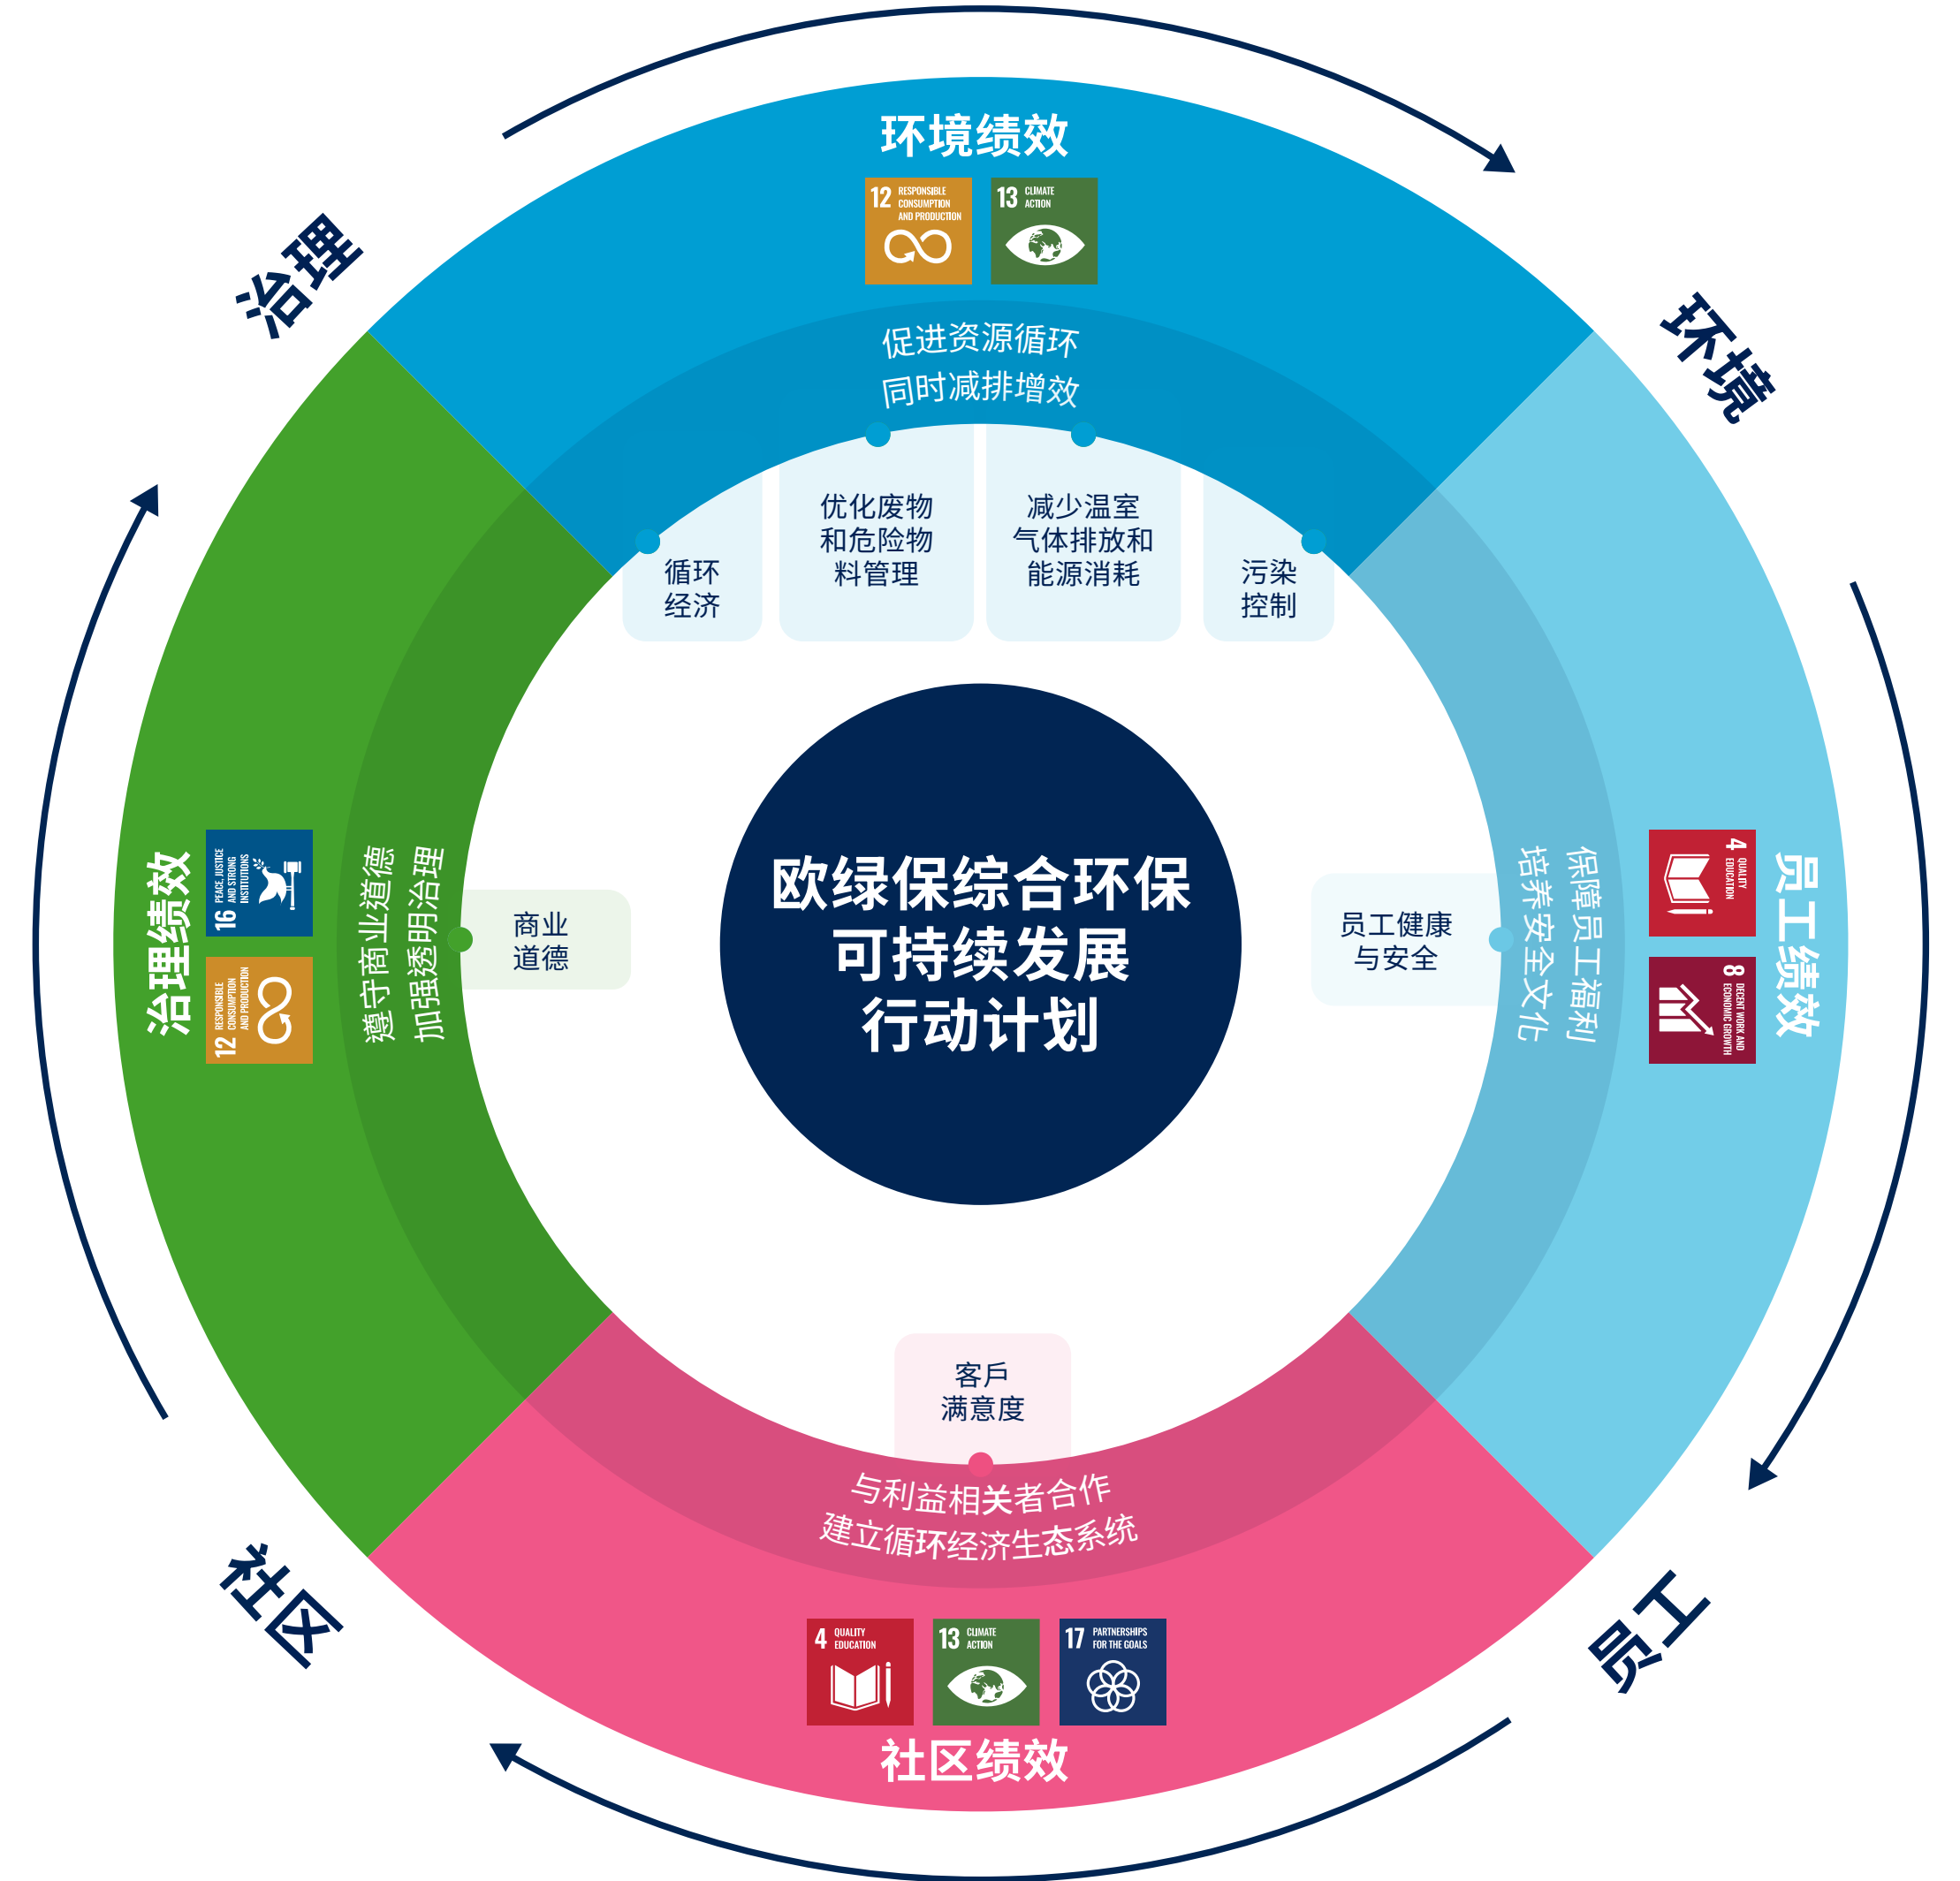 治理
环境
环境绩效
12
RESPONSIBLE
CONSUMPTION
AND PRODUCTION
13
CLIMATE
ACTION
促进资源循环
同时减排增效
循环
经济
优化废物
和危险物
料管理
减少温室
气体排放和
能源消耗
污染
控制
治理绩效
16
PEACE, JUSTICE
AND STRONG
INSTITUTIONS
12
RESPONSIBLE
CONSUMPTION
AND PRODUCTION
遵守商业道德
加强透明治理
商业
道德
欧绿保综合环保
可持续发展
行动计划
员工健康
与安全
保障员工福利
培养安全文化
4
QUALITY
EDUCATION
8
DECENT WORK AND
ECONOMIC GROWTH
员工绩效
客戶
满意度
与利益相关者合作
建立循环经济生态系统
4
QUALITY
EDUCATION
13
CLIMATE
ACTION
17
PARTNERSHIPS
FOR THE GOALS
社区绩效
社区
员工